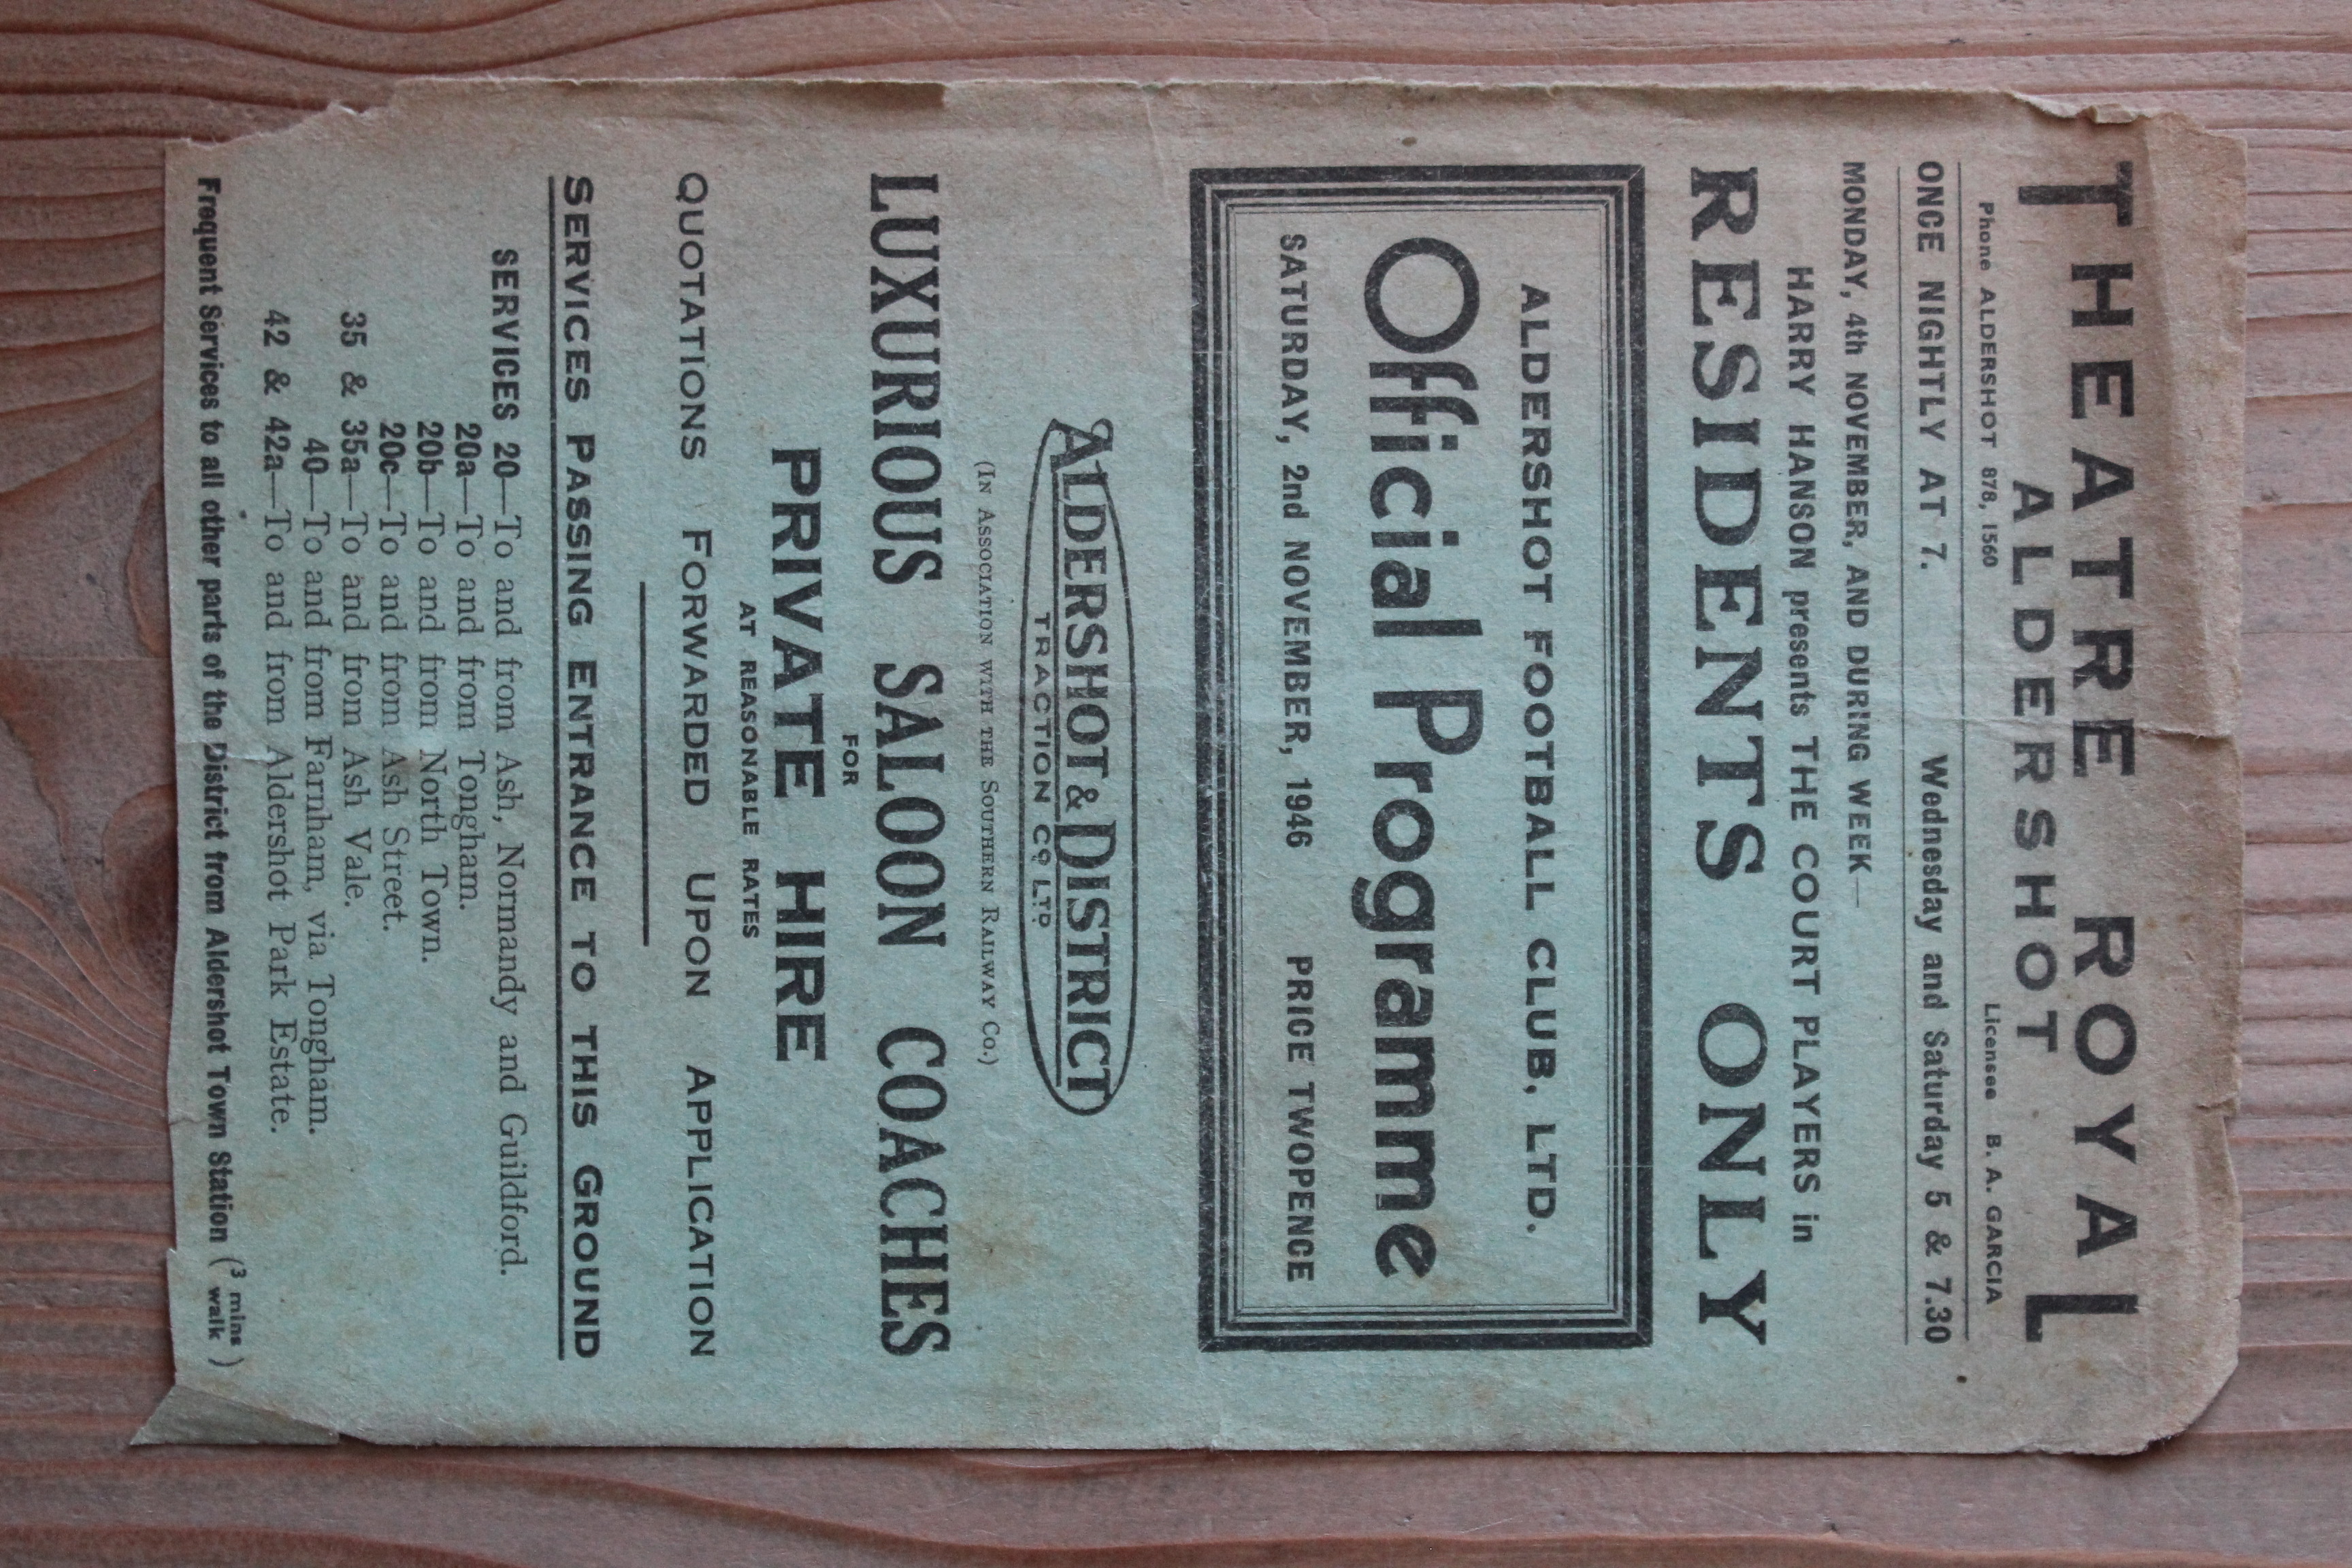 THEATRE ROYAL
ALDERSHOT
Phone ALDERSHOT 878, 1560 Licensee B. A. GARCIA
ONCE NIGHTLY AT 7. Wednesday and Saturday 5 & 7.30
MONDAY, 4th NOVEMBER, AND DURING WEEK—
HARRY HANSON presents THE COURT PLAYERS in
RESIDENTS ONLY
ALDERSHOT FOOTBALL CLUB, LTD.
Official Programme
SATURDAY, 2nd NOVEMBER, 1946 PRICE TWOPENCE
ALDERSHOT & DISTRICT
TRACTION CO. LTD.
(IN ASSOCIATION WITH THE SOUTHERN RAILWAY CO.)
LUXURIOUS SALOON COACHES
FOR
PRIVATE HIRE
AT REASONABLE RATES
QUOTATIONS FORWARDED UPON APPLICATION
SERVICES PASSING ENTRANCE TO THIS GROUND
SERVICES 20—To and from Ash, Normandy and Guildford.
20a—To and from Tongham.
20b—To and from North Town.
20c—To and from Ash Street.
35 & 35a—To and from Ash Vale.
40—To and from Farnham, via Tongham.
42 & 42a—To and from Aldershot Park Estate.
Frequent Services to all other parts of the District from Aldershot Town Station (3 mins walk)